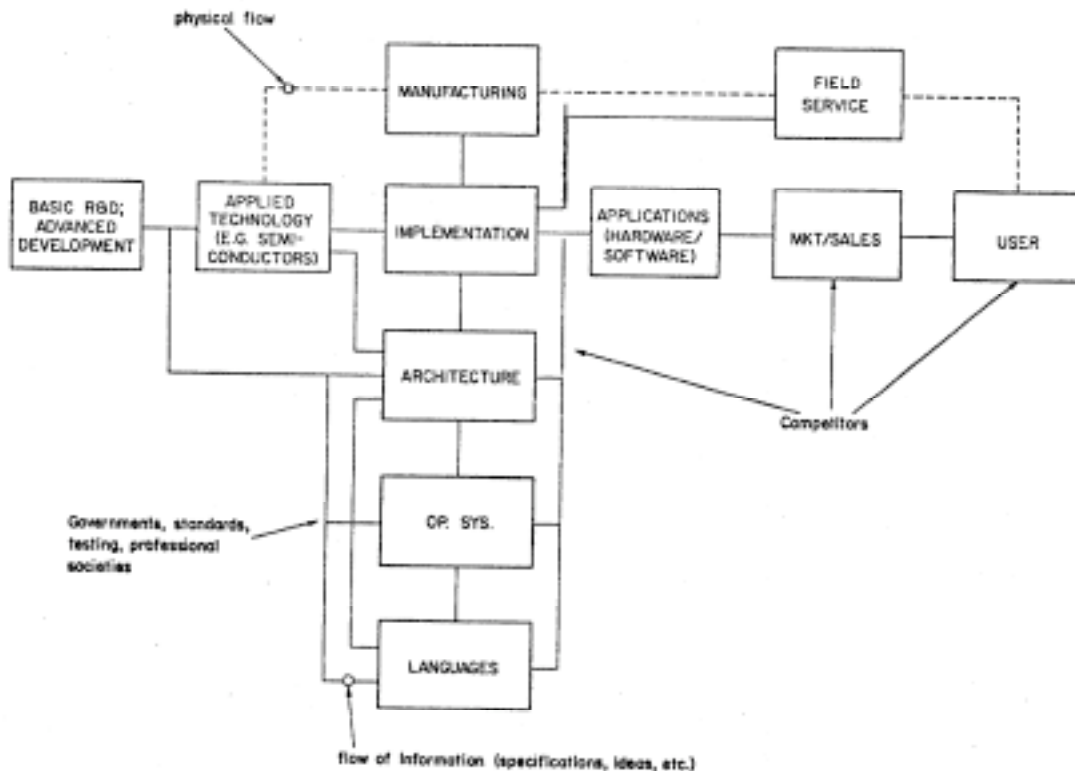 physical flow
MANUFACTURING
FIELD
SERVICE
BASIC R&D;
ADVANCED
DEVELOPMENT
APPLIED
TECHNOLOGY
(E.G. SEMI-
CONDUCTORS)
IMPLEMENTATION
APPLICATIONS
(HARDWARE/
SOFTWARE)
MKT/SALES
USER
ARCHITECTURE
Competitors
OP. SYS.
Governments, standards,
testing, professional
societies
LANGUAGES
flow of Information (specifications, ideas, etc.)